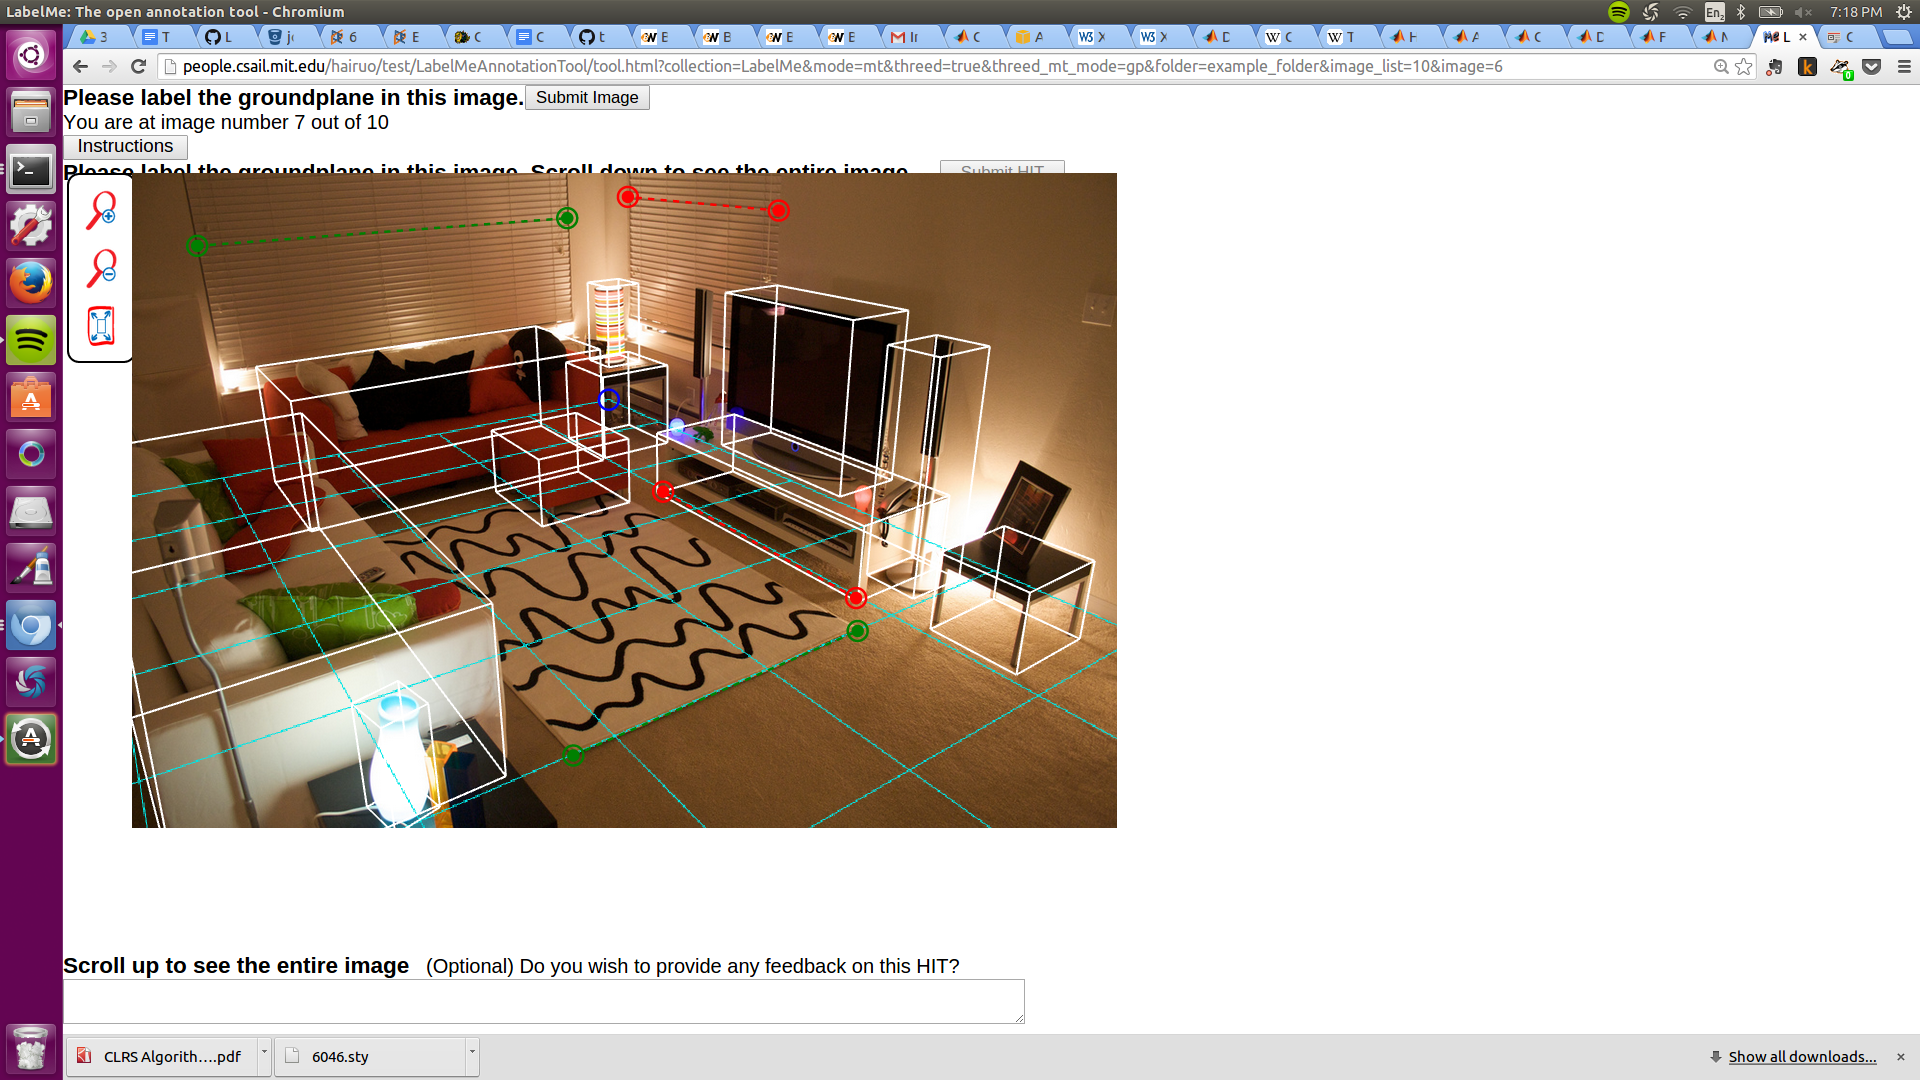 LabelMe: The open annotation tool - Chromium
En2
7:18 PM
3
T
L
6
E
C
C
t
E
B
E
E
C
A
X
X
D
C
T
H
A
C
D
F
L
C
people.csail.mit.edu/hairuo/test/LabelMeAnnotationTool/tool.html?collection=LabelMe&mode=mt&threed=true&threed_mt_mode=gp&folder=example_folder&image_list=10&image=6
Please label the groundplane in this image. Submit Image
You are at image number 7 out of 10
Instructions
Please label the groundplane in this image. Scroll down to see the entire image Submit HIT
Scroll up to see the entire image (Optional) Do you wish to provide any feedback on this HIT?
CLRS Algorith....pdf
6046.sty
Show all downloads...